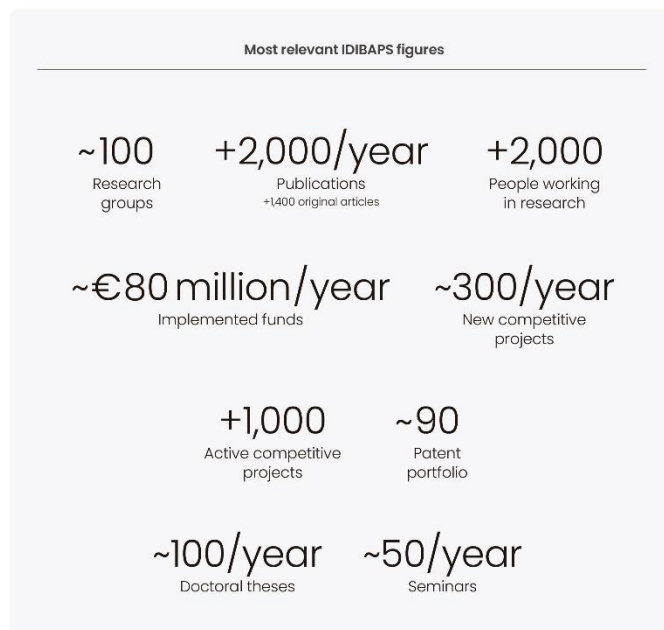 Most relevant IDIBAPS figures
~100
Research
groups
+2,000/year
Publications
+1,400 original articles
+2,000
People working
in research
~€80 million/year
Implemented funds
~300/year
New competitive
projects
+1,000
Active competitive
projects
~90
Patent
portfolio
~100/year
Doctoral theses
~50/year
Seminars